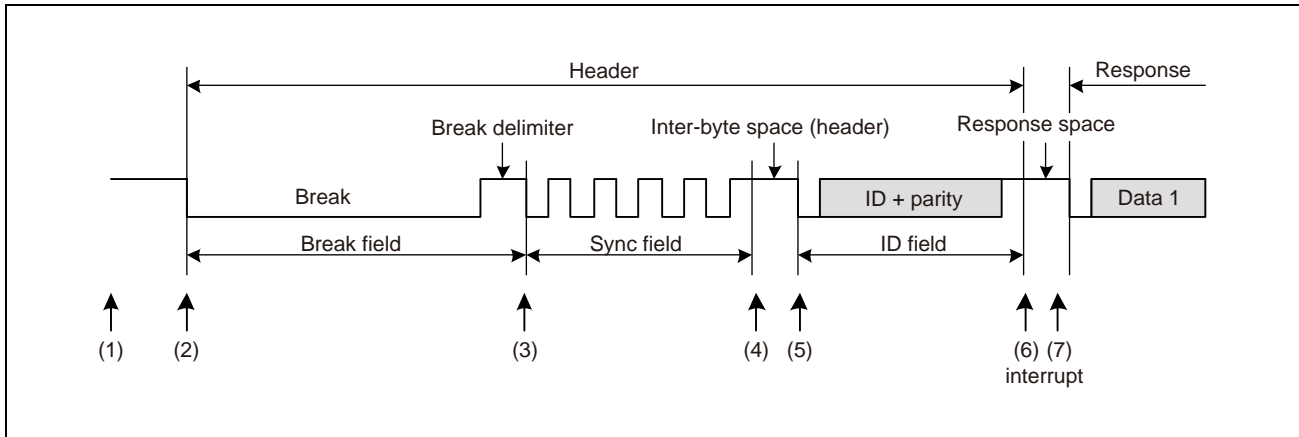 Header
Response
Break delimiter
Inter-byte space (header)
Response space
Break
ID + parity
Data 1
Break field
Sync field
ID field
(1)
(2)
(3)
(4)
(5)
(6)
(7)
interrupt